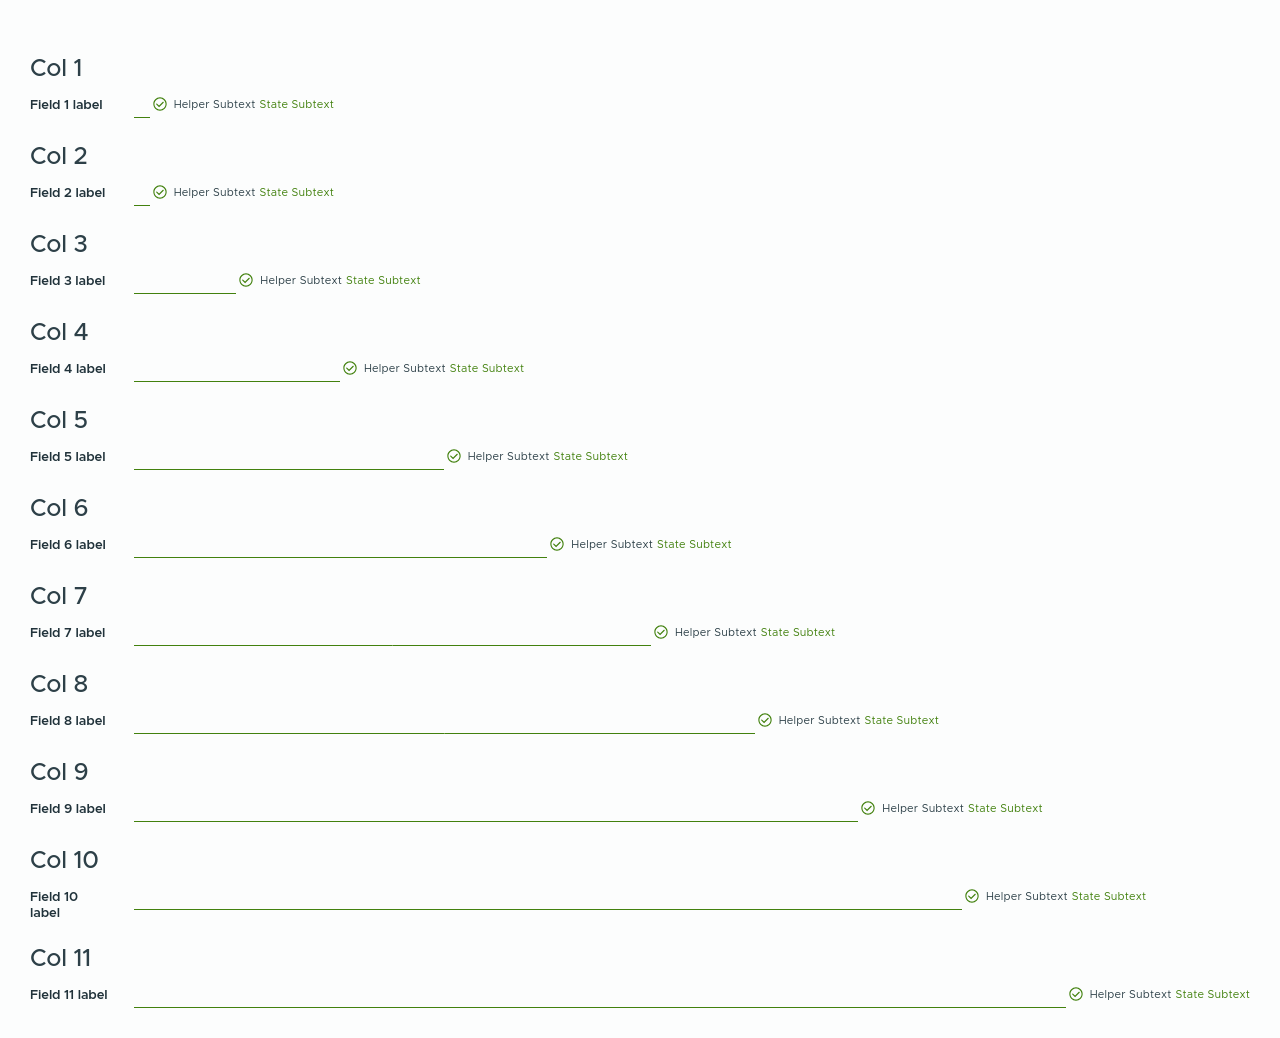 Col 1
Field 1 label Helper Subtext State Subtext
Col 2
Field 2 label Helper Subtext State Subtext
Col 3
Field 3 label Helper Subtext State Subtext
Col 4
Field 4 label Helper Subtext State Subtext
Col 5
Field 5 label Helper Subtext State Subtext
Col 6
Field 6 label Helper Subtext State Subtext
Col 7
Field 7 label Helper Subtext State Subtext
Col 8
Field 8 label Helper Subtext State Subtext
Col 9
Field 9 label Helper Subtext State Subtext
Col 10
Field 10 Helper Subtext State Subtext
label
Col 11
Field 11 label Helper Subtext State Subtext